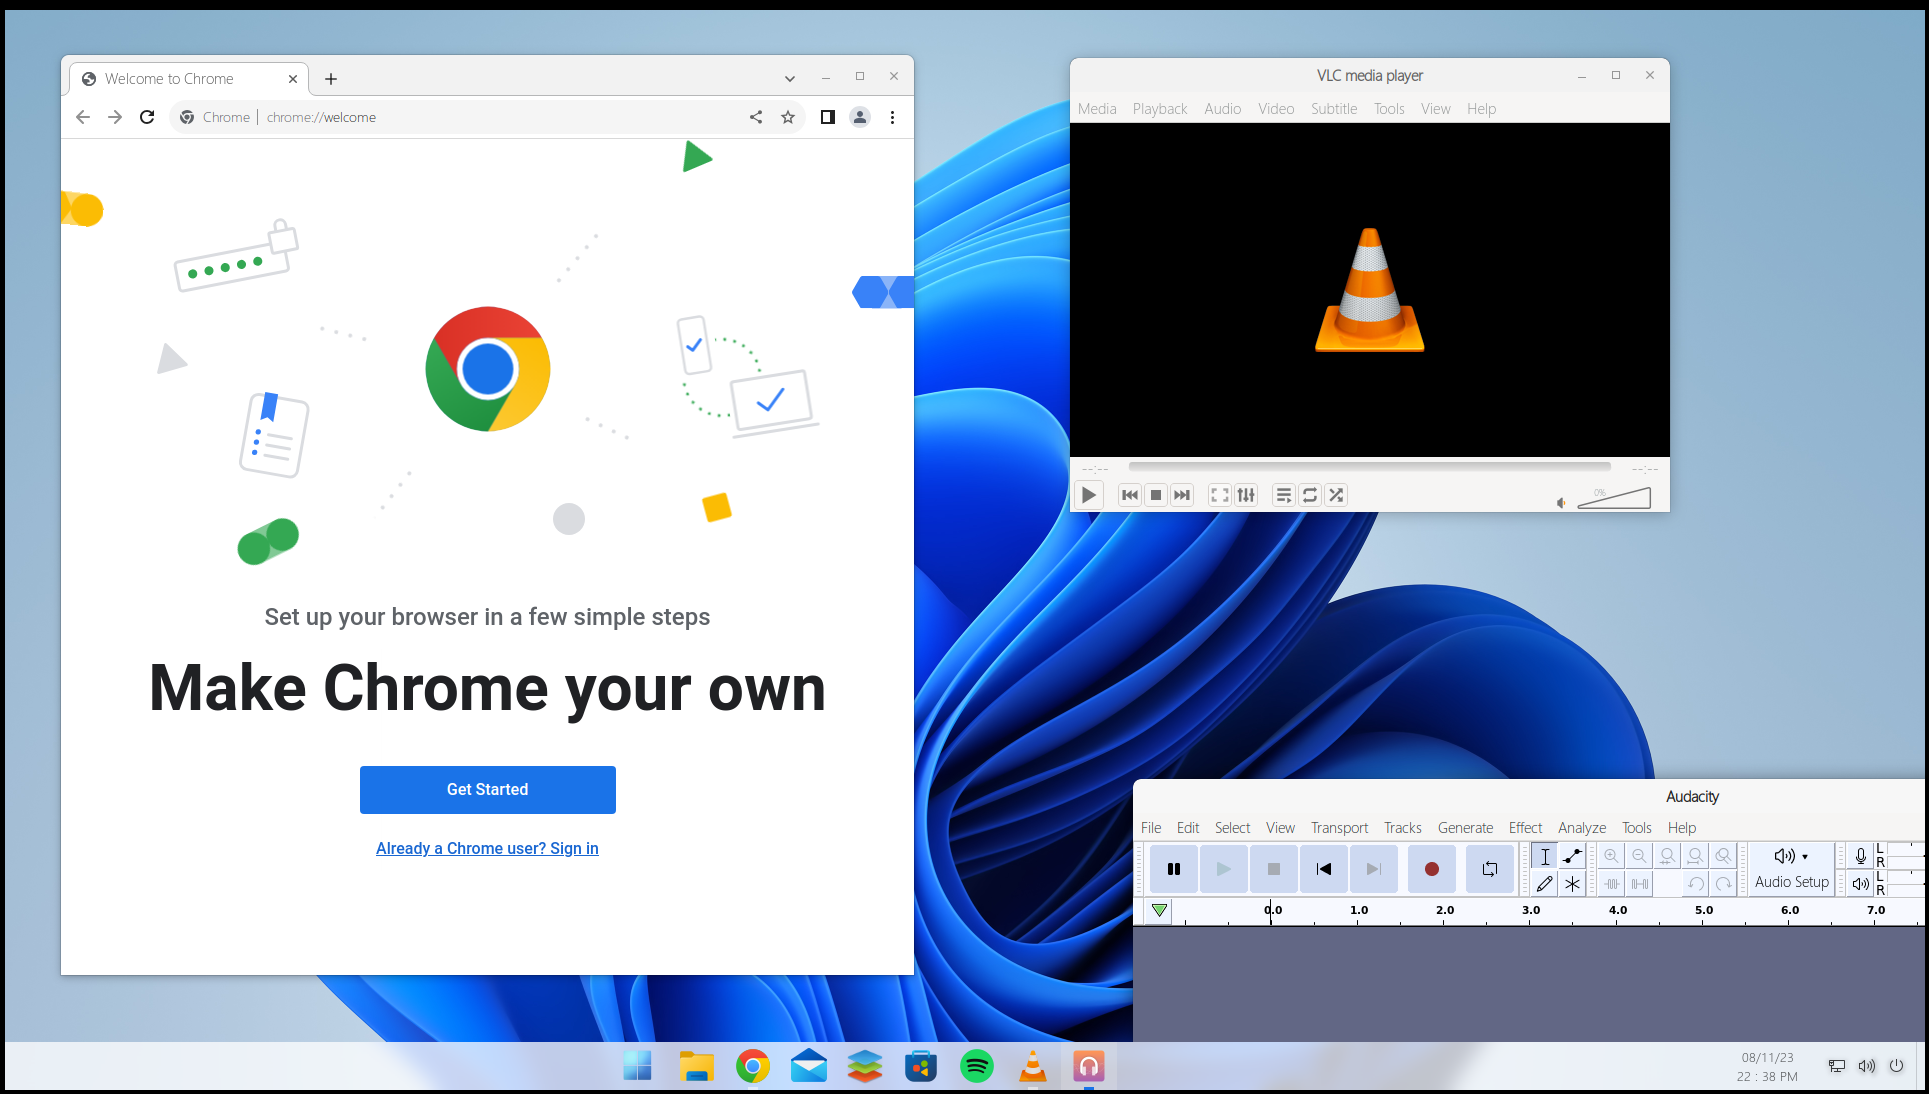 Welcome to Chrome
Chrome | chrome://welcome
Set up your browser in a few simple steps
Make Chrome your own
Get Started
Already a Chrome user? Sign in
VLC media player
Media Playback Audio Video Subtitle Tools View Help
--:-- --:--
0%
Audacity
File Edit Select View Transport Tracks Generate Effect Analyze Tools Help
L
R
Audio Setup
L
R
0.0 1.0 2.0 3.0 4.0 5.0 6.0 7.0
08/11/23
22 : 38 PM